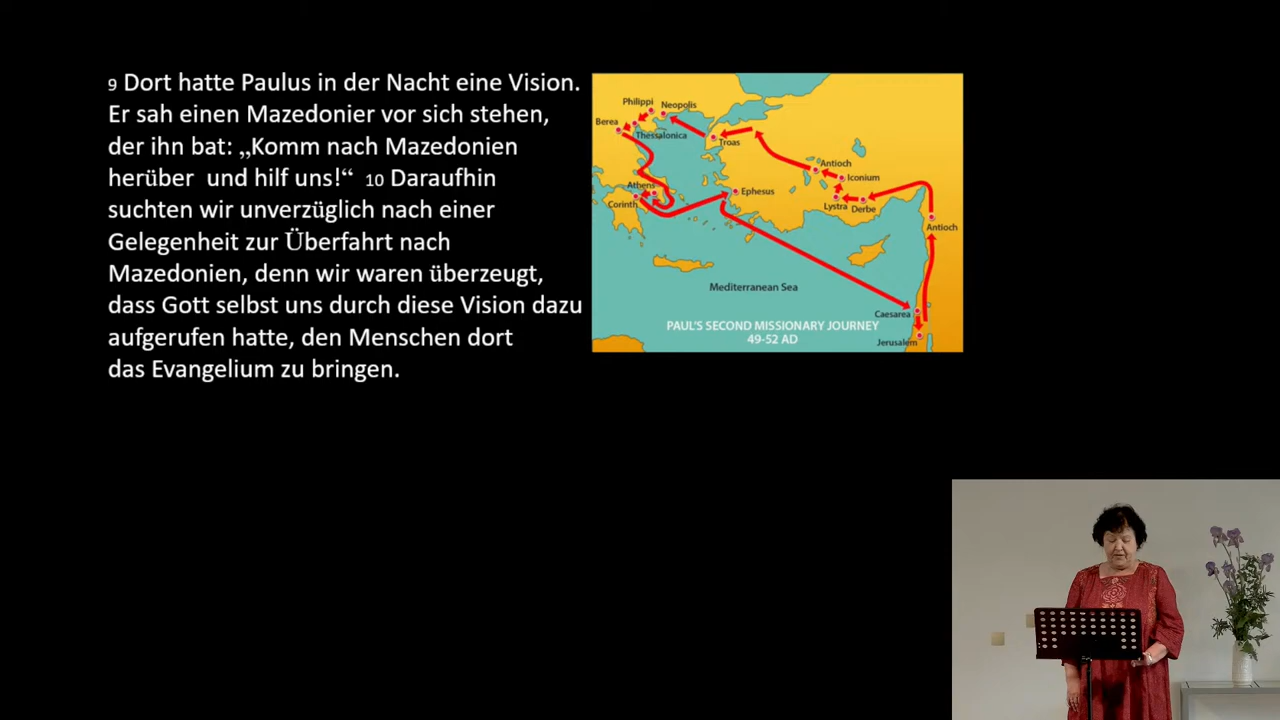 9 Dort hatte Paulus in der Nacht eine Vision.
Er sah einen Mazedonier vor sich stehen,
der ihn bat: „Komm nach Mazedonien
herüber  und hilf uns!“  10 Daraufhin
suchten wir unverzüglich nach einer
Gelegenheit zur Überfahrt nach
Mazedonien, denn wir waren überzeugt,
dass Gott selbst uns durch diese Vision dazu
aufgerufen hatte, den Menschen dort
das Evangelium zu bringen.
Philippi
Neopolis
Berea
Thessalonica
Troas
Antioch
Iconium
Athens
Ephesus
Corinth
Lystra
Derbe
Antioch
Mediterranean Sea
Caesarea
PAUL'S SECOND MISSIONARY JOURNEY
49-52 AD
Jerusalem